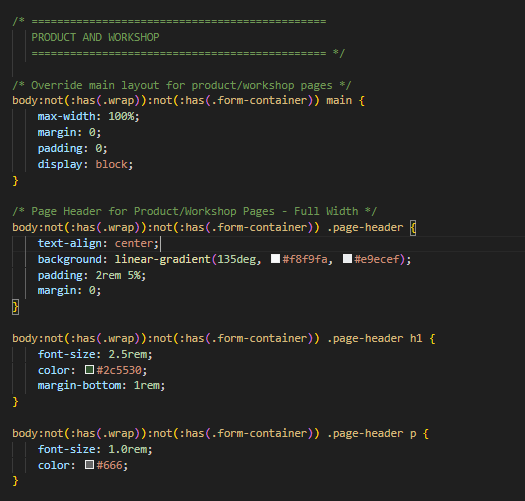 /* ==============================================
PRODUCT AND WORKSHOP
============================================== */
/* Override main layout for product/workshop pages */
body:not(:has(.wrap)):not(:has(.form-container)) main {
max-width: 100%;
margin: 0;
padding: 0;
display: block;
}
/* Page Header for Product/Workshop Pages - Full Width */
body:not(:has(.wrap)):not(:has(.form-container)) .page-header {
text-align: center;
background: linear-gradient(135deg, #f8f9fa, #e9ecef);
padding: 2rem 5%;
margin: 0;
}
body:not(:has(.wrap)):not(:has(.form-container)) .page-header h1 {
font-size: 2.5rem;
color: #2c5530;
margin-bottom: 1rem;
}
body:not(:has(.wrap)):not(:has(.form-container)) .page-header p {
font-size: 1.0rem;
color: #666;
}